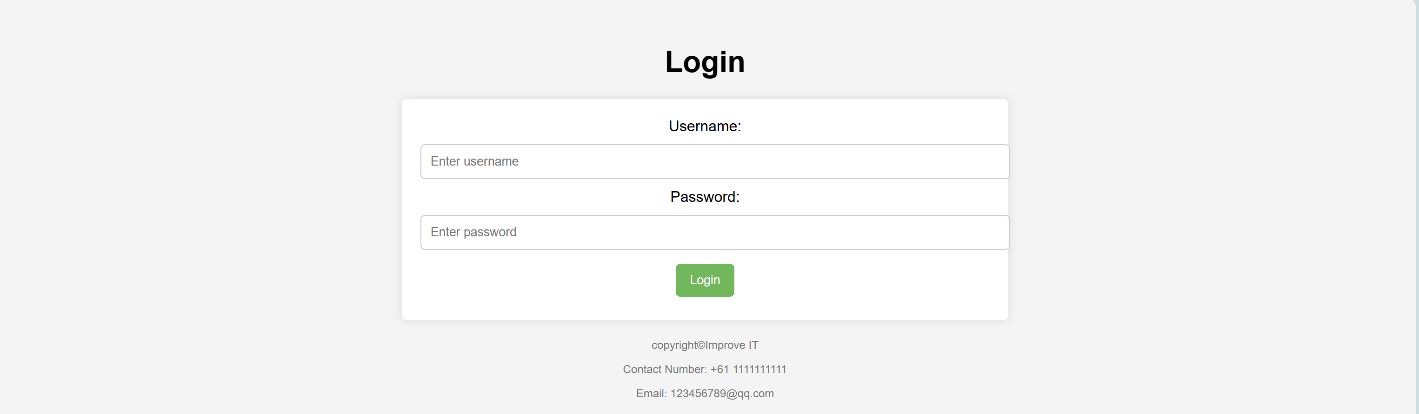 Login
Username:
Enter username
Password:
Enter password
Login
copyright©Improve IT
Contact Number: +61 1111111111
Email: 123456789@qq.com